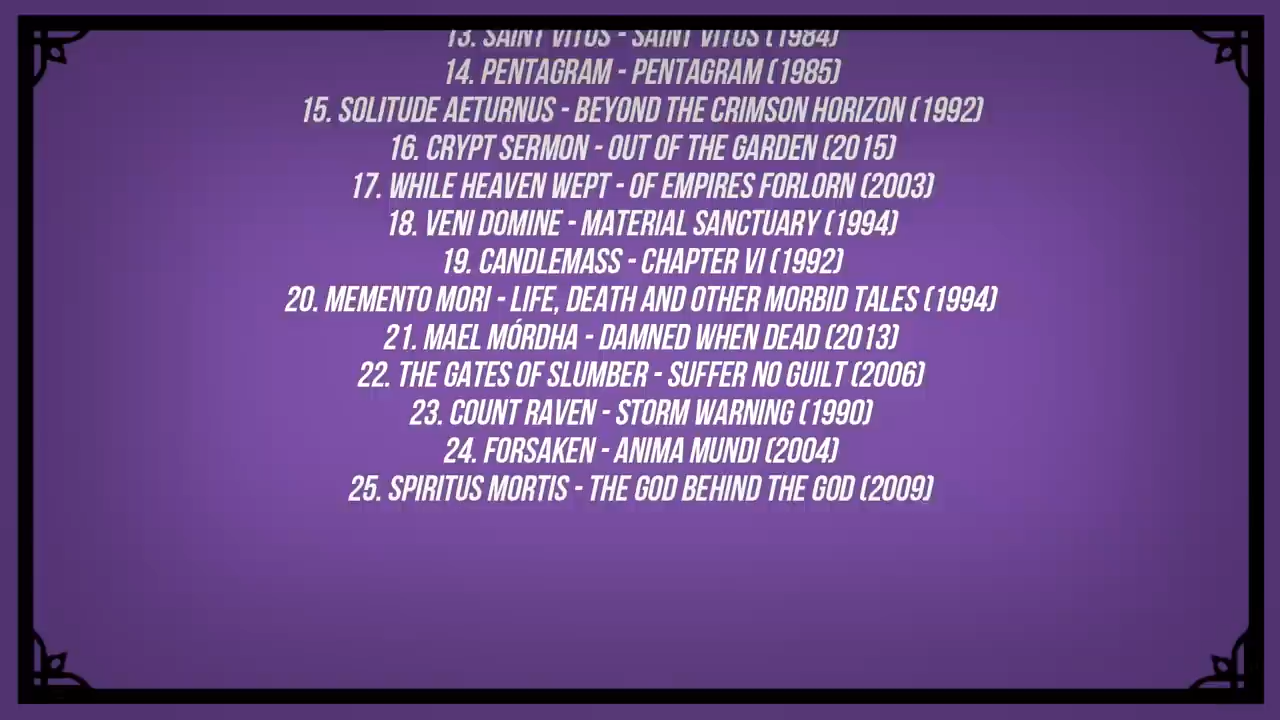 13. SAINT VITUS - SAINT VITUS (1984)
14. PENTAGRAM - PENTAGRAM (1985)
15. SOLITUDE AETURNUS - BEYOND THE CRIMSON HORIZON (1992)
16. CRYPT SERMON - OUT OF THE GARDEN (2015)
17. WHILE HEAVEN WEPT - OF EMPIRES FORLORN (2003)
18. VENI DOMINE - MATERIAL SANCTUARY (1994)
19. CANDLEMASS - CHAPTER VI (1992)
20. MEMENTO MORI - LIFE, DEATH AND OTHER MORBID TALES (1994)
21. MAEL MÓRDHA - DAMNED WHEN DEAD (2013)
22. THE GATES OF SLUMBER - SUFFER NO GUILT (2006)
23. COUNT RAVEN - STORM WARNING (1990)
24. FORSAKEN - ANIMA MUNDI (2004)
25. SPIRITUS MORTIS - THE GOD BEHIND THE GOD (2009)